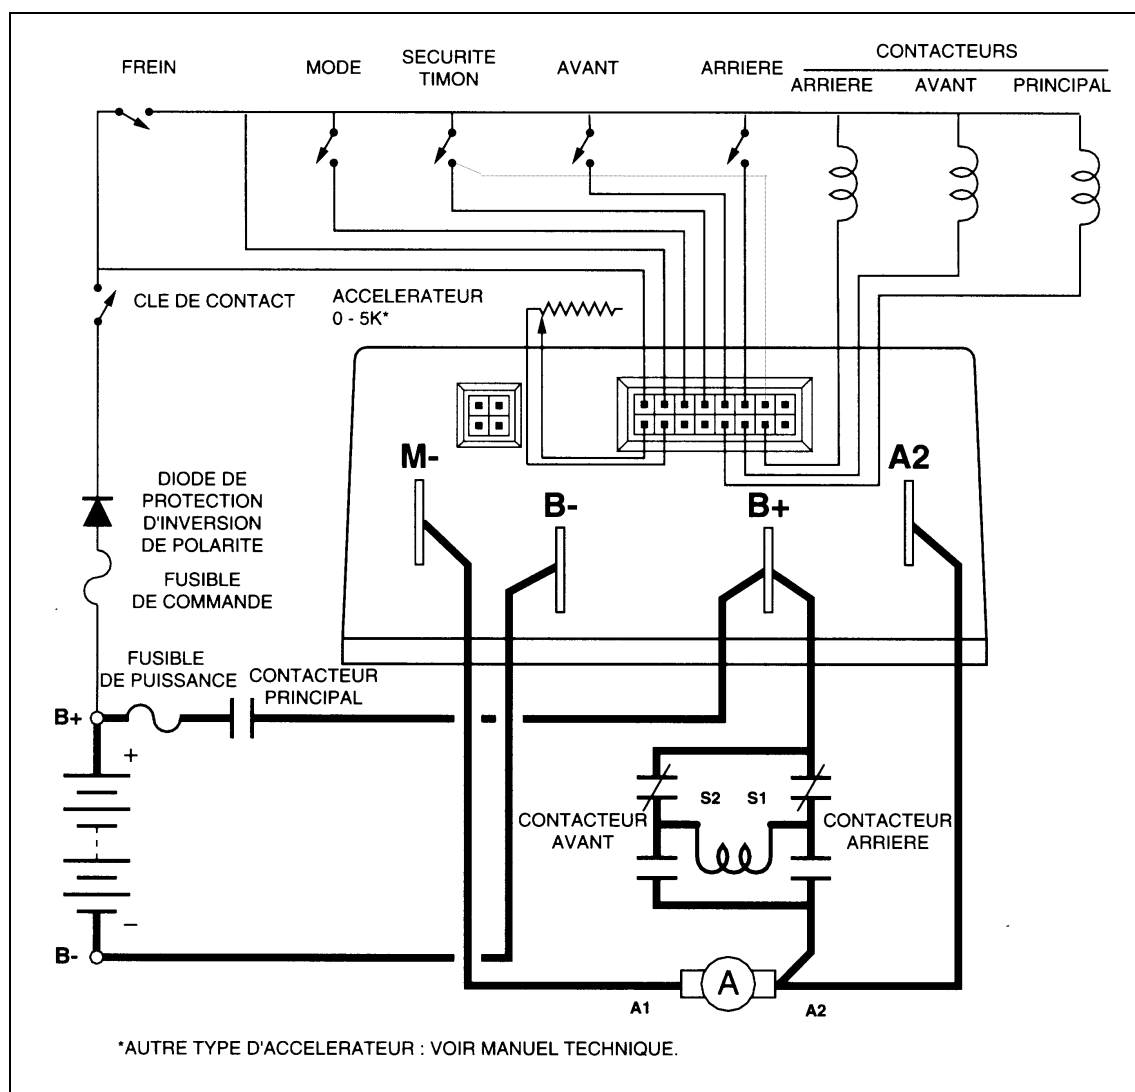 CONTACTEURS
FREIN
MODE
SECURITE
TIMON
AVANT
ARRIERE
ARRIERE
AVANT
PRINCIPAL
CLE DE CONTACT
ACCELERATEUR
0 - 5K*
M-
B-
B+
A2
DIODE DE
PROTECTION
D'INVERSION
DE POLARITE
FUSIBLE
DE COMMANDE
FUSIBLE
DE PUISSANCE
CONTACTEUR
PRINCIPAL
B+
+
S2
S1
CONTACTEUR
AVANT
CONTACTEUR
ARRIERE
–
B-
A
A1
A2
*AUTRE TYPE D'ACCELERATEUR : VOIR MANUEL TECHNIQUE.